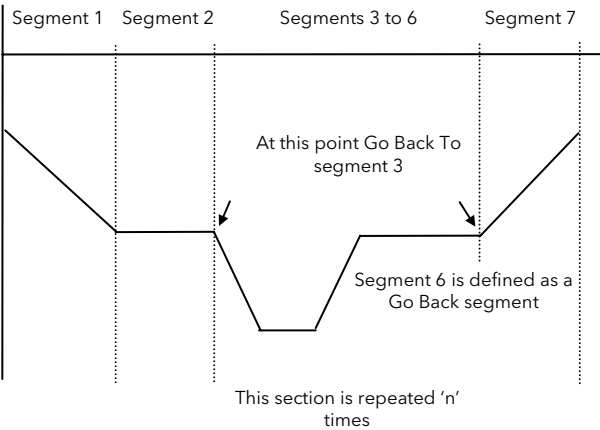 Segment 1 Segment 2 Segments 3 to 6 Segment 7
At this point Go Back To
segment 3
Segment 6 is defined as a
Go Back segment
This section is repeated ‘n’
times